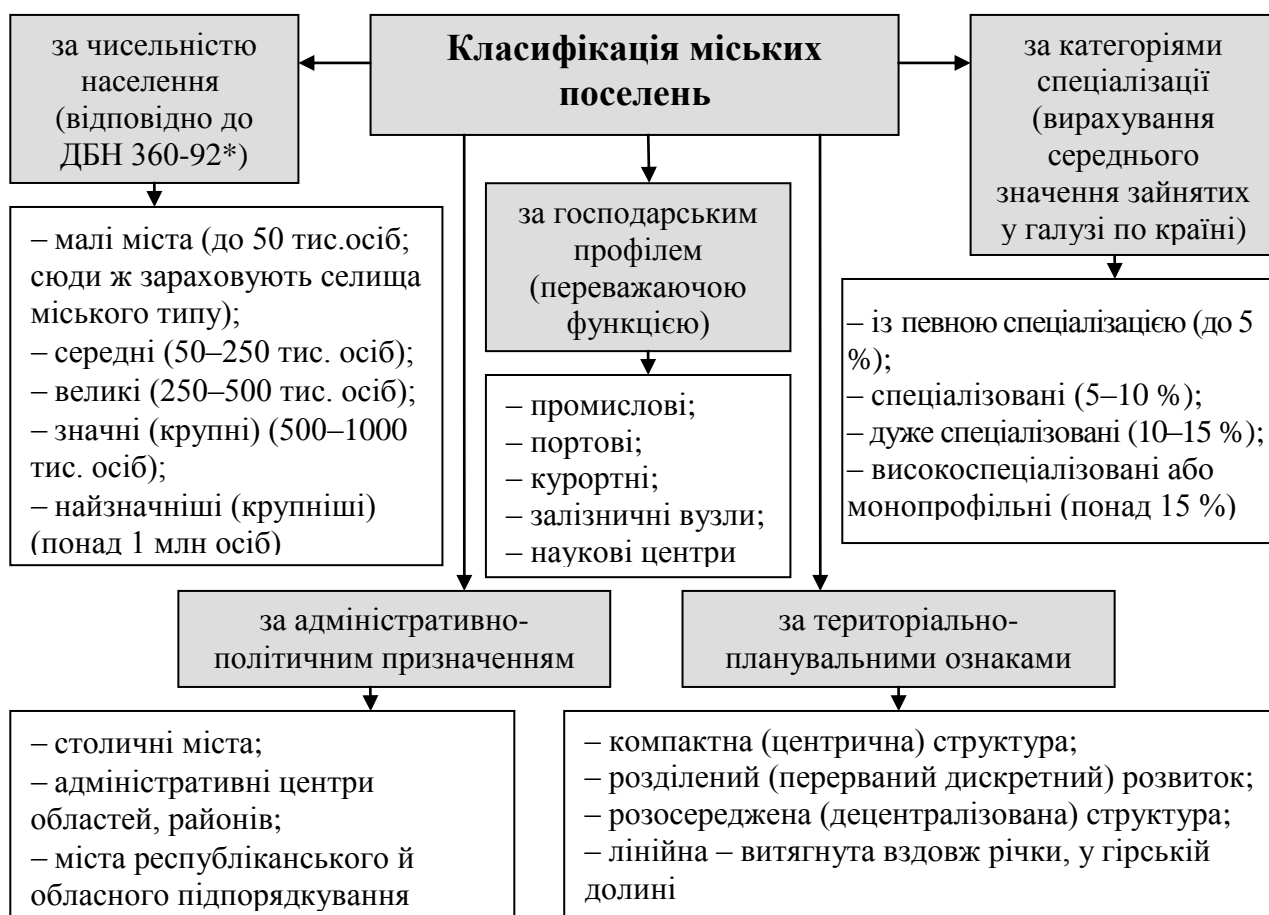 Класифікація міських
поселень
за чисельністю
населення
(відповідно до
ДБН 360-92*)
– малі міста (до 50 тис.осіб;
сюди ж зараховують селища
міського типу);
– середні (50–250 тис. осіб);
– великі (250–500 тис. осіб);
– значні (крупні) (500–1000
тис. осіб);
– найзначніші (крупніші)
(понад 1 млн осіб)
за господарським
профілем
(переважаючою
функцією)
– промислові;
– портові;
– курортні;
– залізничні вузли;
– наукові центри
за категоріями
спеціалізації
(вирахування
середнього
значення зайнятих
у галузі по країні)
– із певною спеціалізацією (до 5
%);
– спеціалізовані (5–10 %);
– дуже спеціалізовані (10–15 %);
– високоспеціалізовані або
монопрофільні (понад 15 %)
за адміністративно-
політичним призначенням
– столичні міста;
– адміністративні центри
областей, районів;
– міста республіканського й
обласного підпорядкування
за територіально-
планувальними ознаками
– компактна (центрична) структура;
– розділений (перерваний дискретний) розвиток;
– розосереджена (децентралізована) структура;
– лінійна – витягнута вздовж річки, у гірській
долині